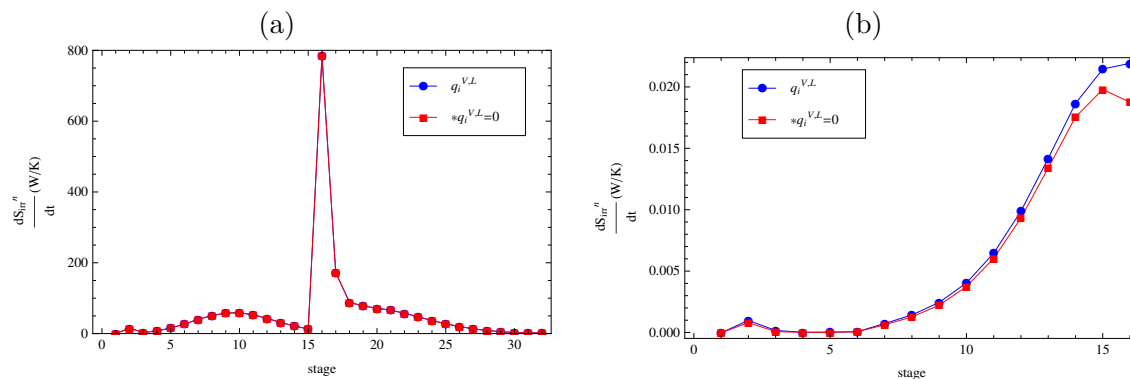 (a)
800
600
400
200
0
0 5 10 15 20 25 30
stage
dS_irr^n
dt (W/K)
q_i^{V,L}
*q_i^{V,L}=0
(b)
0.020
0.015
0.010
0.005
0.000
0 5 10 15
stage
dS_irr^n
dt (W/K)
q_i^{V,L}
*q_i^{V,L}=0